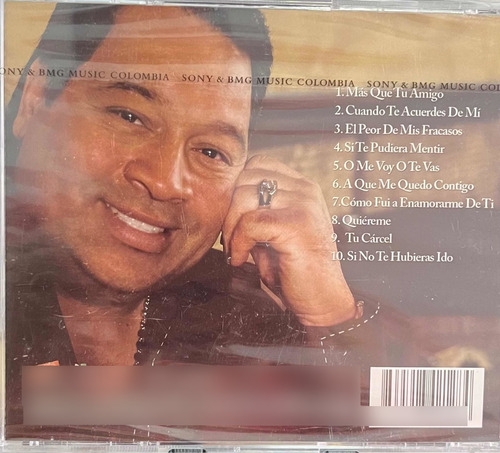 SONY & BMG MUSIC COLOMBIA SONY & BMG MUSIC COLOMBIA SONY & BMG MUSIC COL
1. Más Que Tu Amigo
2. Cuando Te Acuerdes De Mí
3. El Peor De Mis Fracasos
4. Si Te Pudiera Mentir
5. O Me Voy O Te Vas
6. A Que Me Quedo Contigo
7. Cómo Fui a Enamorarme De Ti
8. Quiéreme
9. Tu Cárcel
10. Si No Te Hubieras Ido